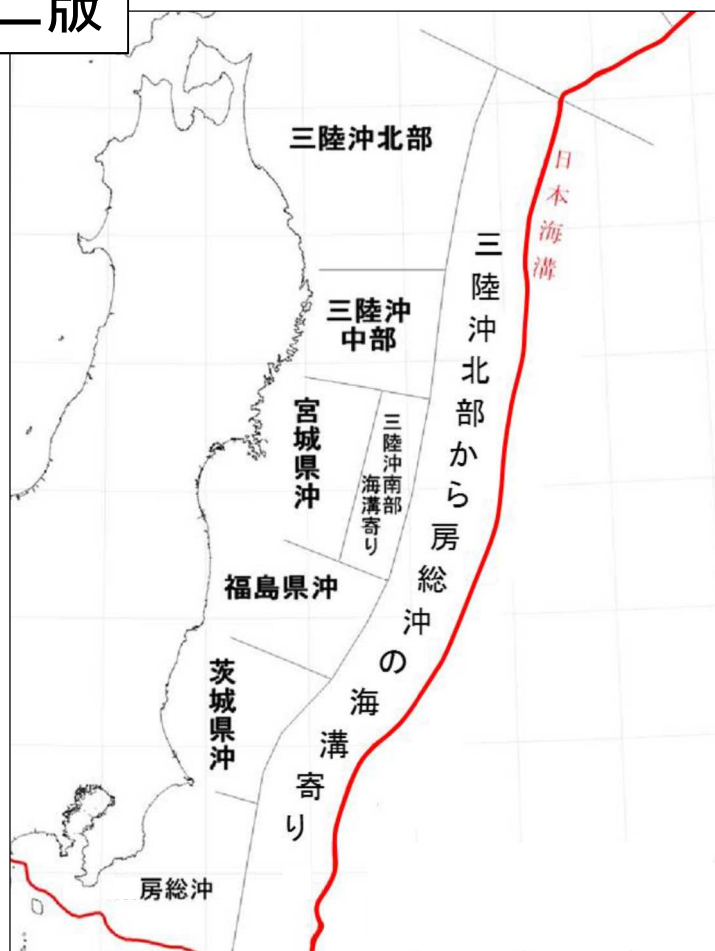 二版
三陸沖北部
日本海溝
三陸沖北部から房総沖の海溝寄り
三陸沖
中部
宮城県沖
三陸沖南部
海溝寄り
福島県沖
茨城県沖
房総沖